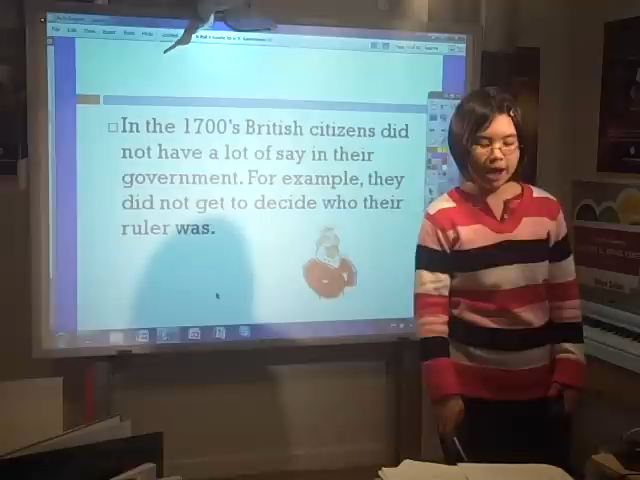 In the 1700's British citizens did
not have a lot of say in their
government. For example, they
did not get to decide who their
ruler was.